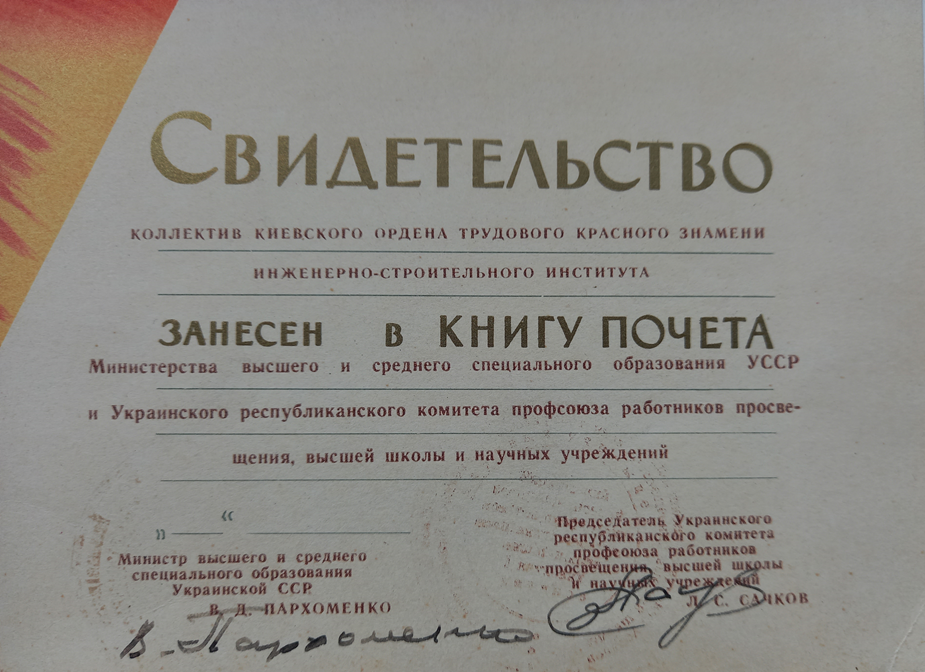 Свидетельство
КОЛЛЕКТИВ КИЕВСКОГО ОРДЕНА ТРУДОВОГО КРАСНОГО ЗНАМЕНИ
ИНЖЕНЕРНО-СТРОИТЕЛЬНОГО ИНСТИТУТА
ЗАНЕСЕН В КНИГУ ПОЧЕТА
Министерства высшего и среднего специального образования УССР
и Украинского республиканского комитета профсоюза работников просве-
щения, высшей школы и научных учреждений
„ “
Министр высшего и среднего
специального образования
Украинской ССР
В. Д. ПАРХОМЕНКО
В. Пархоменко
Председатель Украинского
республиканского комитета
профсоюза работников
просвещения, высшей школы
и научных учреждений
Л. С. САЧКОВ